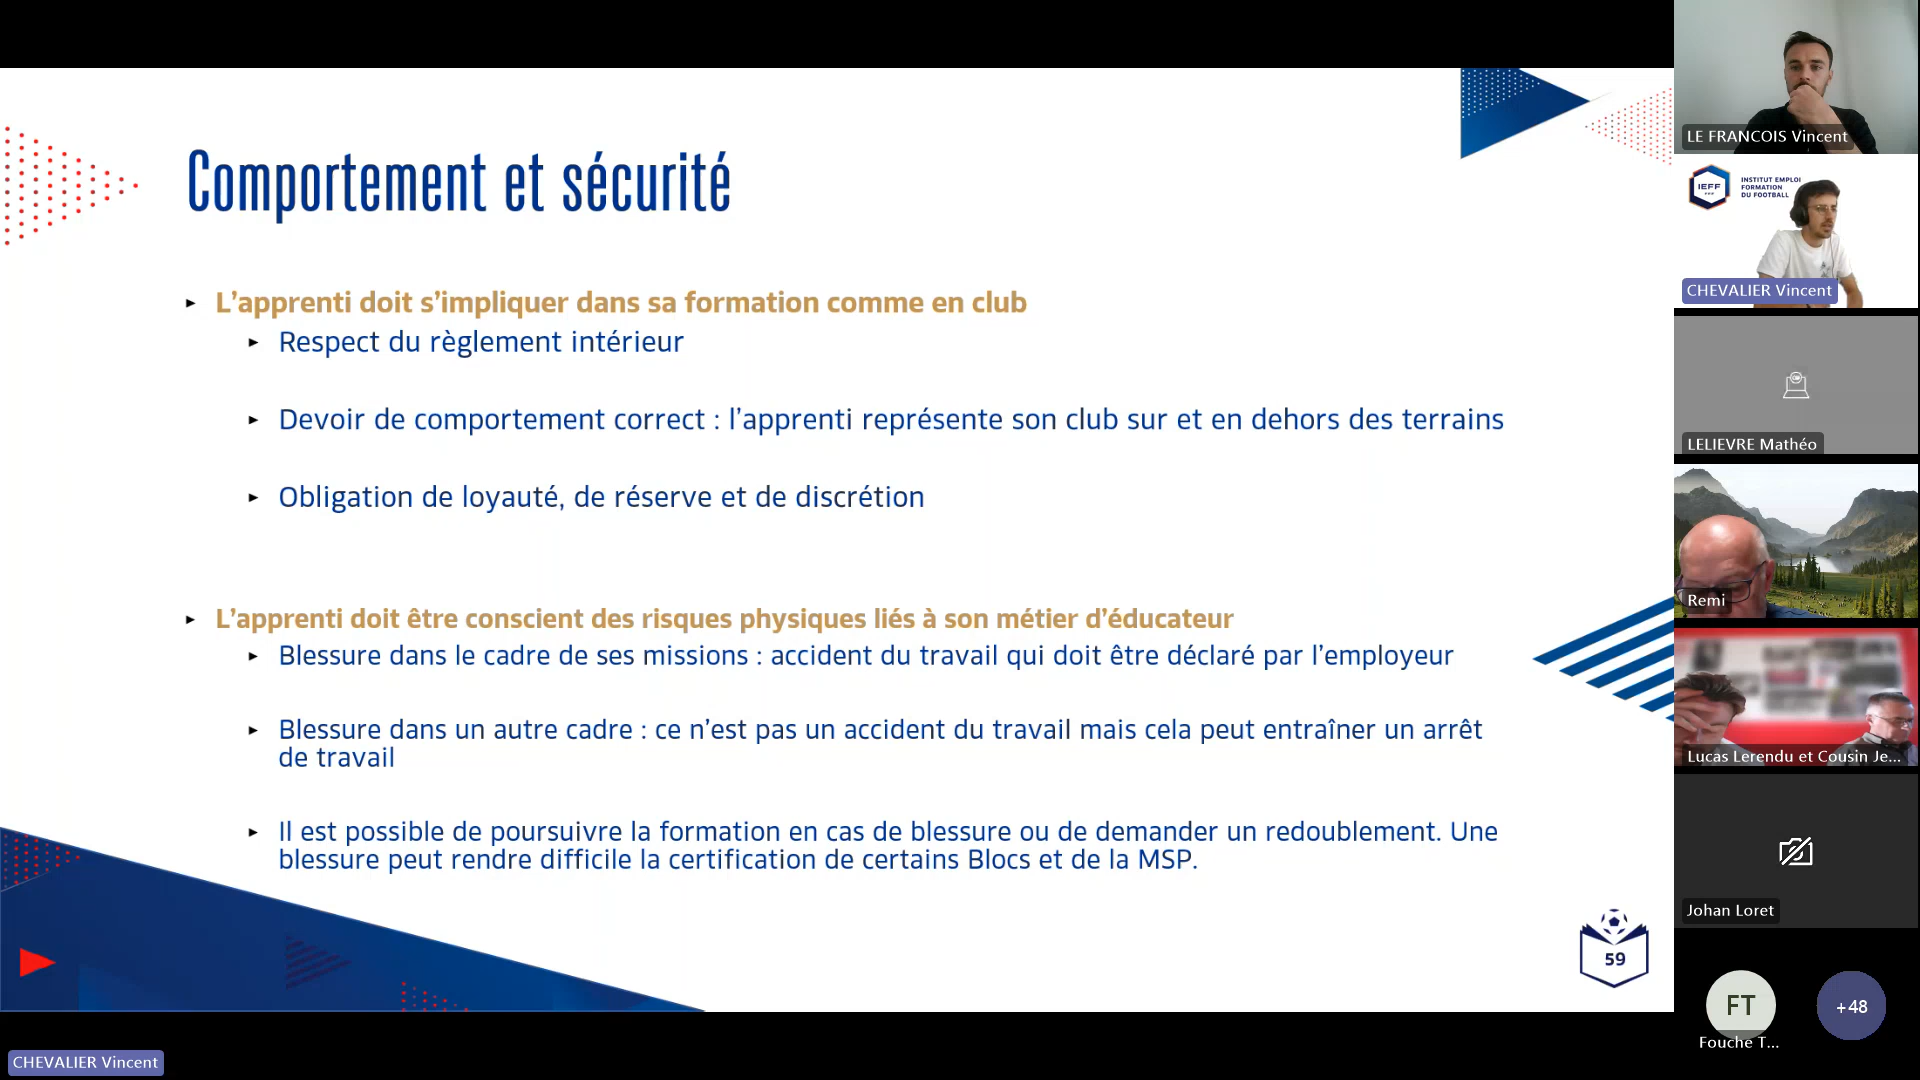 Comportement et sécurité
L’apprenti doit s’impliquer dans sa formation comme en club
Respect du règlement intérieur
Devoir de comportement correct : l’apprenti représente son club sur et en dehors des terrains
Obligation de loyauté, de réserve et de discrétion
L’apprenti doit être conscient des risques physiques liés à son métier d’éducateur
Blessure dans le cadre de ses missions : accident du travail qui doit être déclaré par l’employeur
Blessure dans un autre cadre : ce n’est pas un accident du travail mais cela peut entraîner un arrêt
de travail
Il est possible de poursuivre la formation en cas de blessure ou de demander un redoublement. Une
blessure peut rendre difficile la certification de certains Blocs et de la MSP.
59
CHEVALIER Vincent
LE FRANCOIS Vincent
IEFF
INSTITUT EMPLOI
FORMATION
DU FOOTBALL
CHEVALIER Vincent
LELIEVRE Mathéo
Remi
Lucas Lerendu et Cousin Je...
Johan Loret
FT
Fouche T...
+48